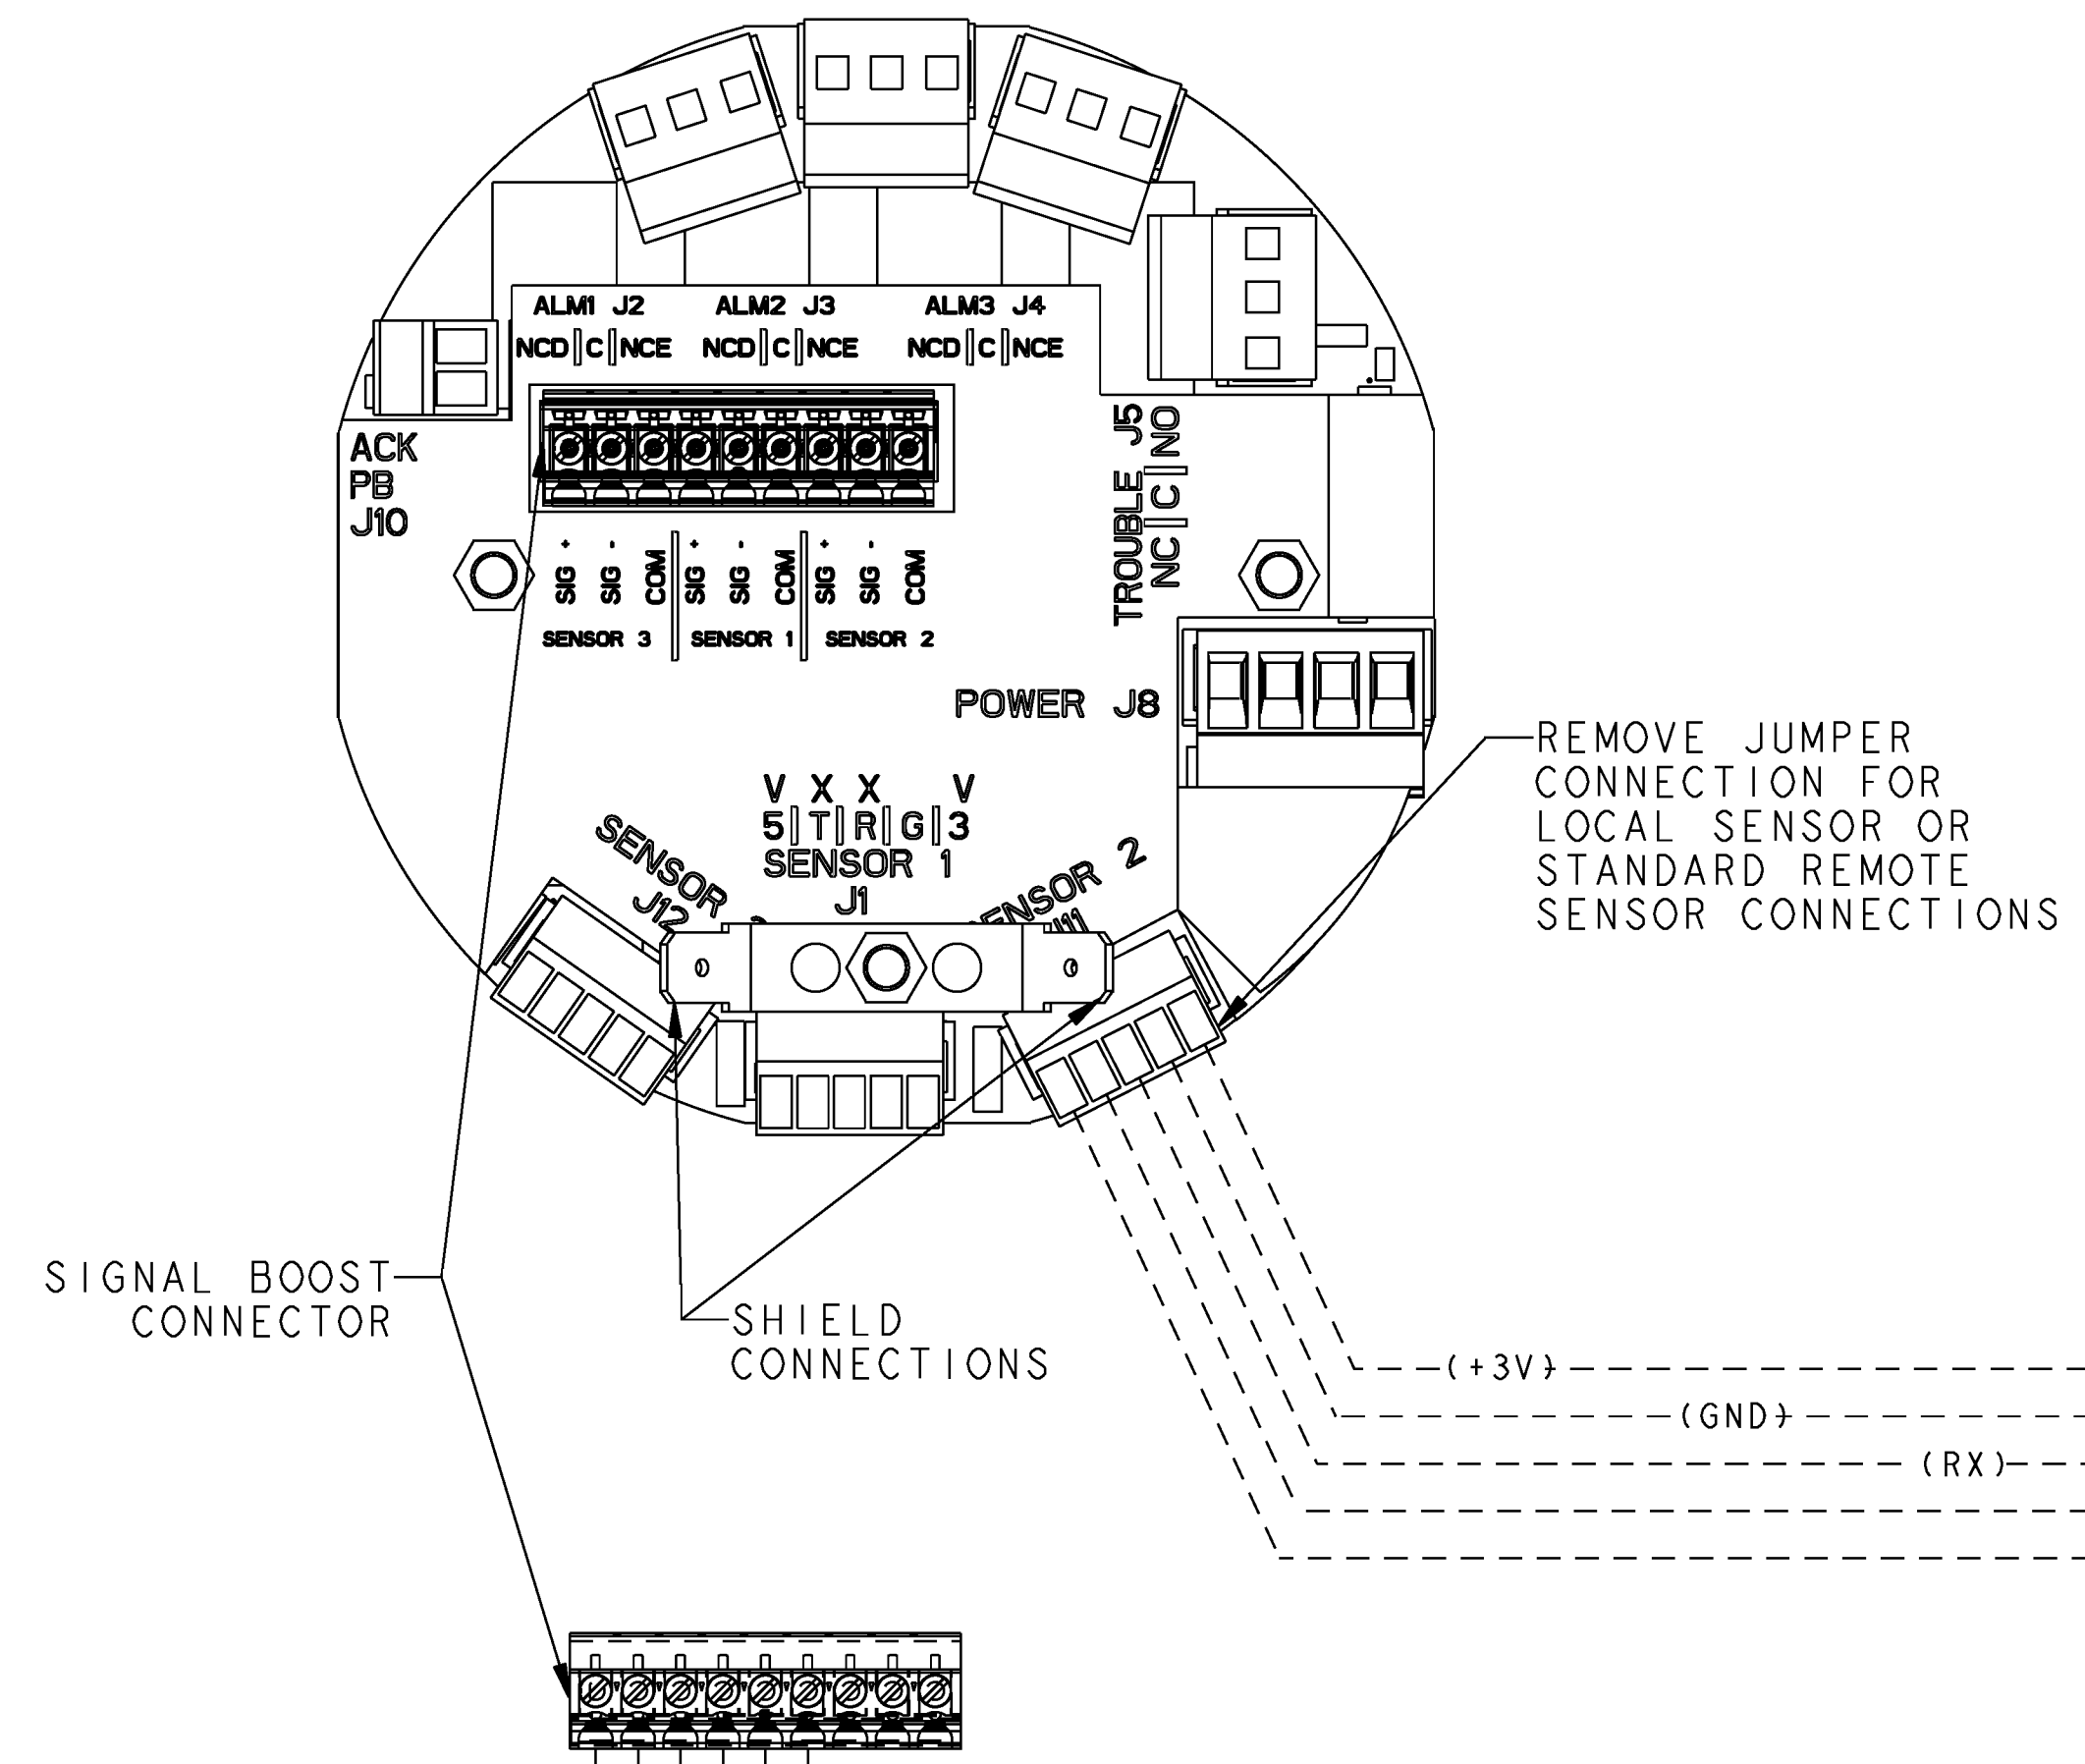 ALM1 J2
ALM2 J3
ALM3 J4
NCD|C|NCE
NCD|C|NCE
NCD|C|NCE
ACK
PB
J10
TROUBLE J5
NC|C|NO
SIG +
SIG -
COM
SIG +
SIG -
COM
SIG +
SIG -
COM
SENSOR 3
SENSOR 1
SENSOR 2
POWER J8
REMOVE JUMPER
CONNECTION FOR
LOCAL SENSOR OR
STANDARD REMOTE
SENSOR CONNECTIONS
V X X V
5|T|R|G|3
SENSOR 1
J1
SENSOR
J12
SENSOR 2
J11
SIGNAL BOOST
CONNECTOR
SHIELD
CONNECTIONS
(+3V)
(GND)
(RX)